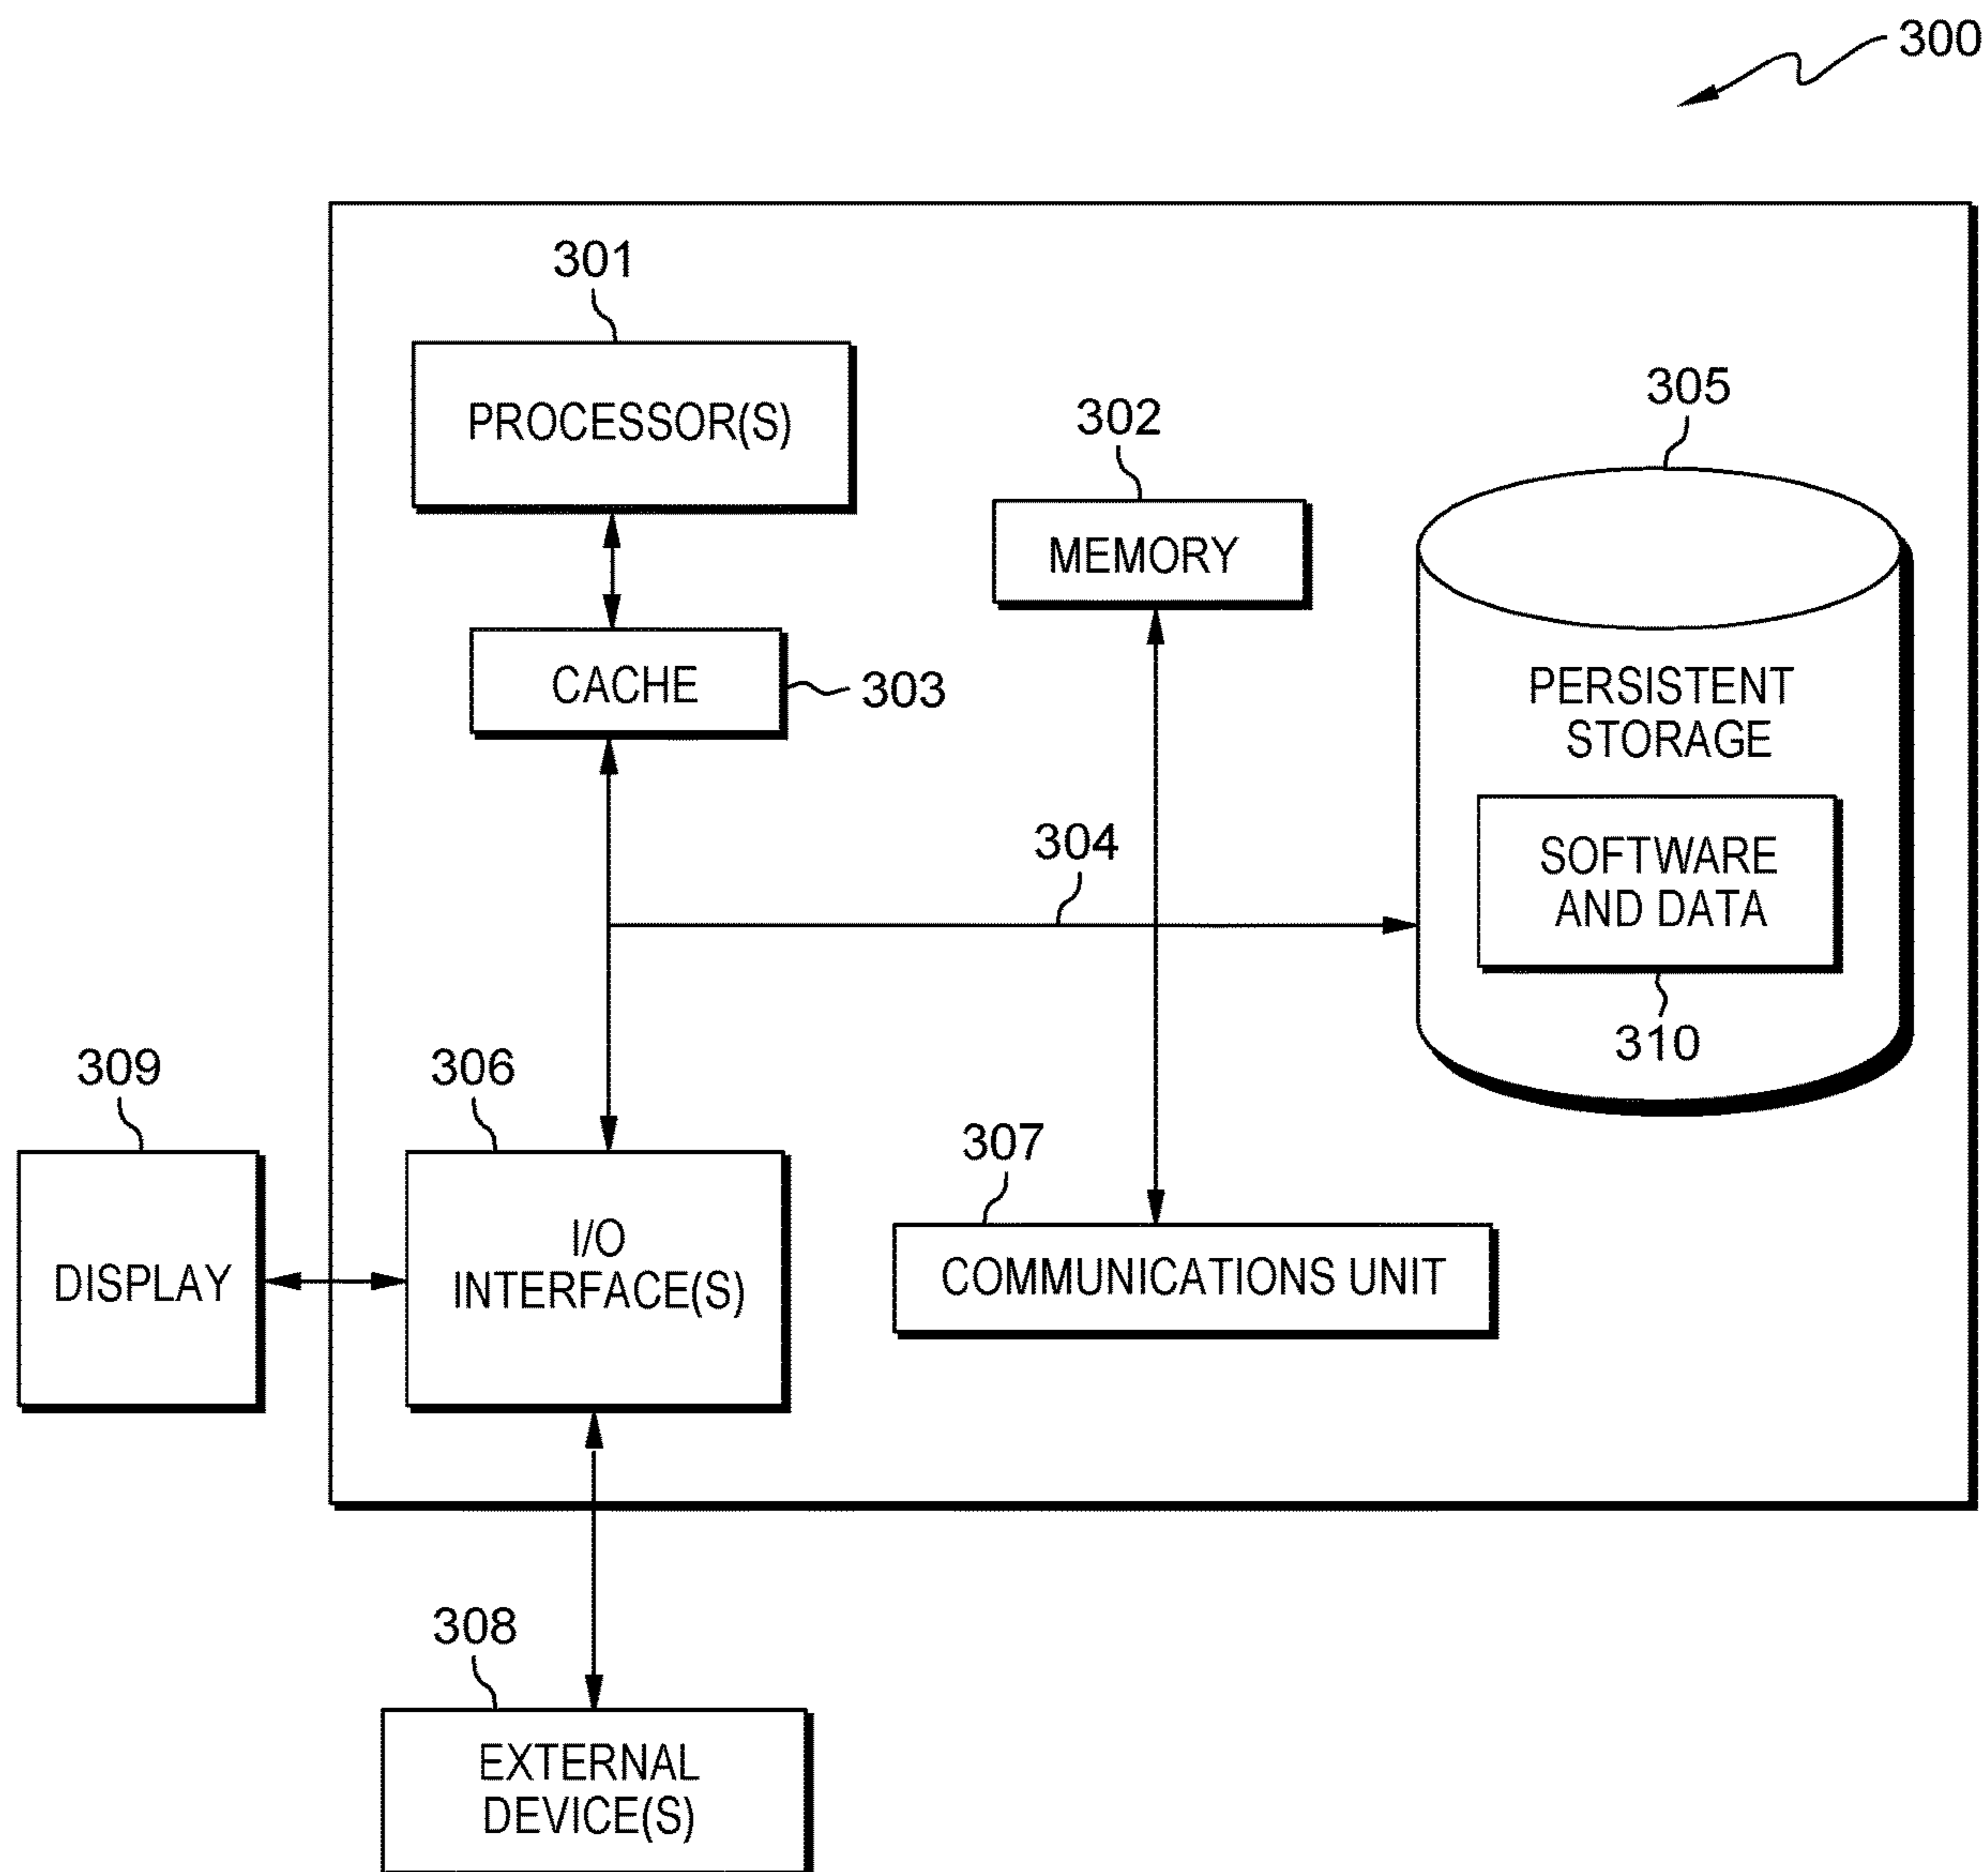 300
301
PROCESSOR(S)
302
MEMORY
305
CACHE
303
PERSISTENT
STORAGE
304
SOFTWARE
AND DATA
310
309
306
307
DISPLAY
I/O
INTERFACE(S)
COMMUNICATIONS UNIT
308
EXTERNAL
DEVICE(S)